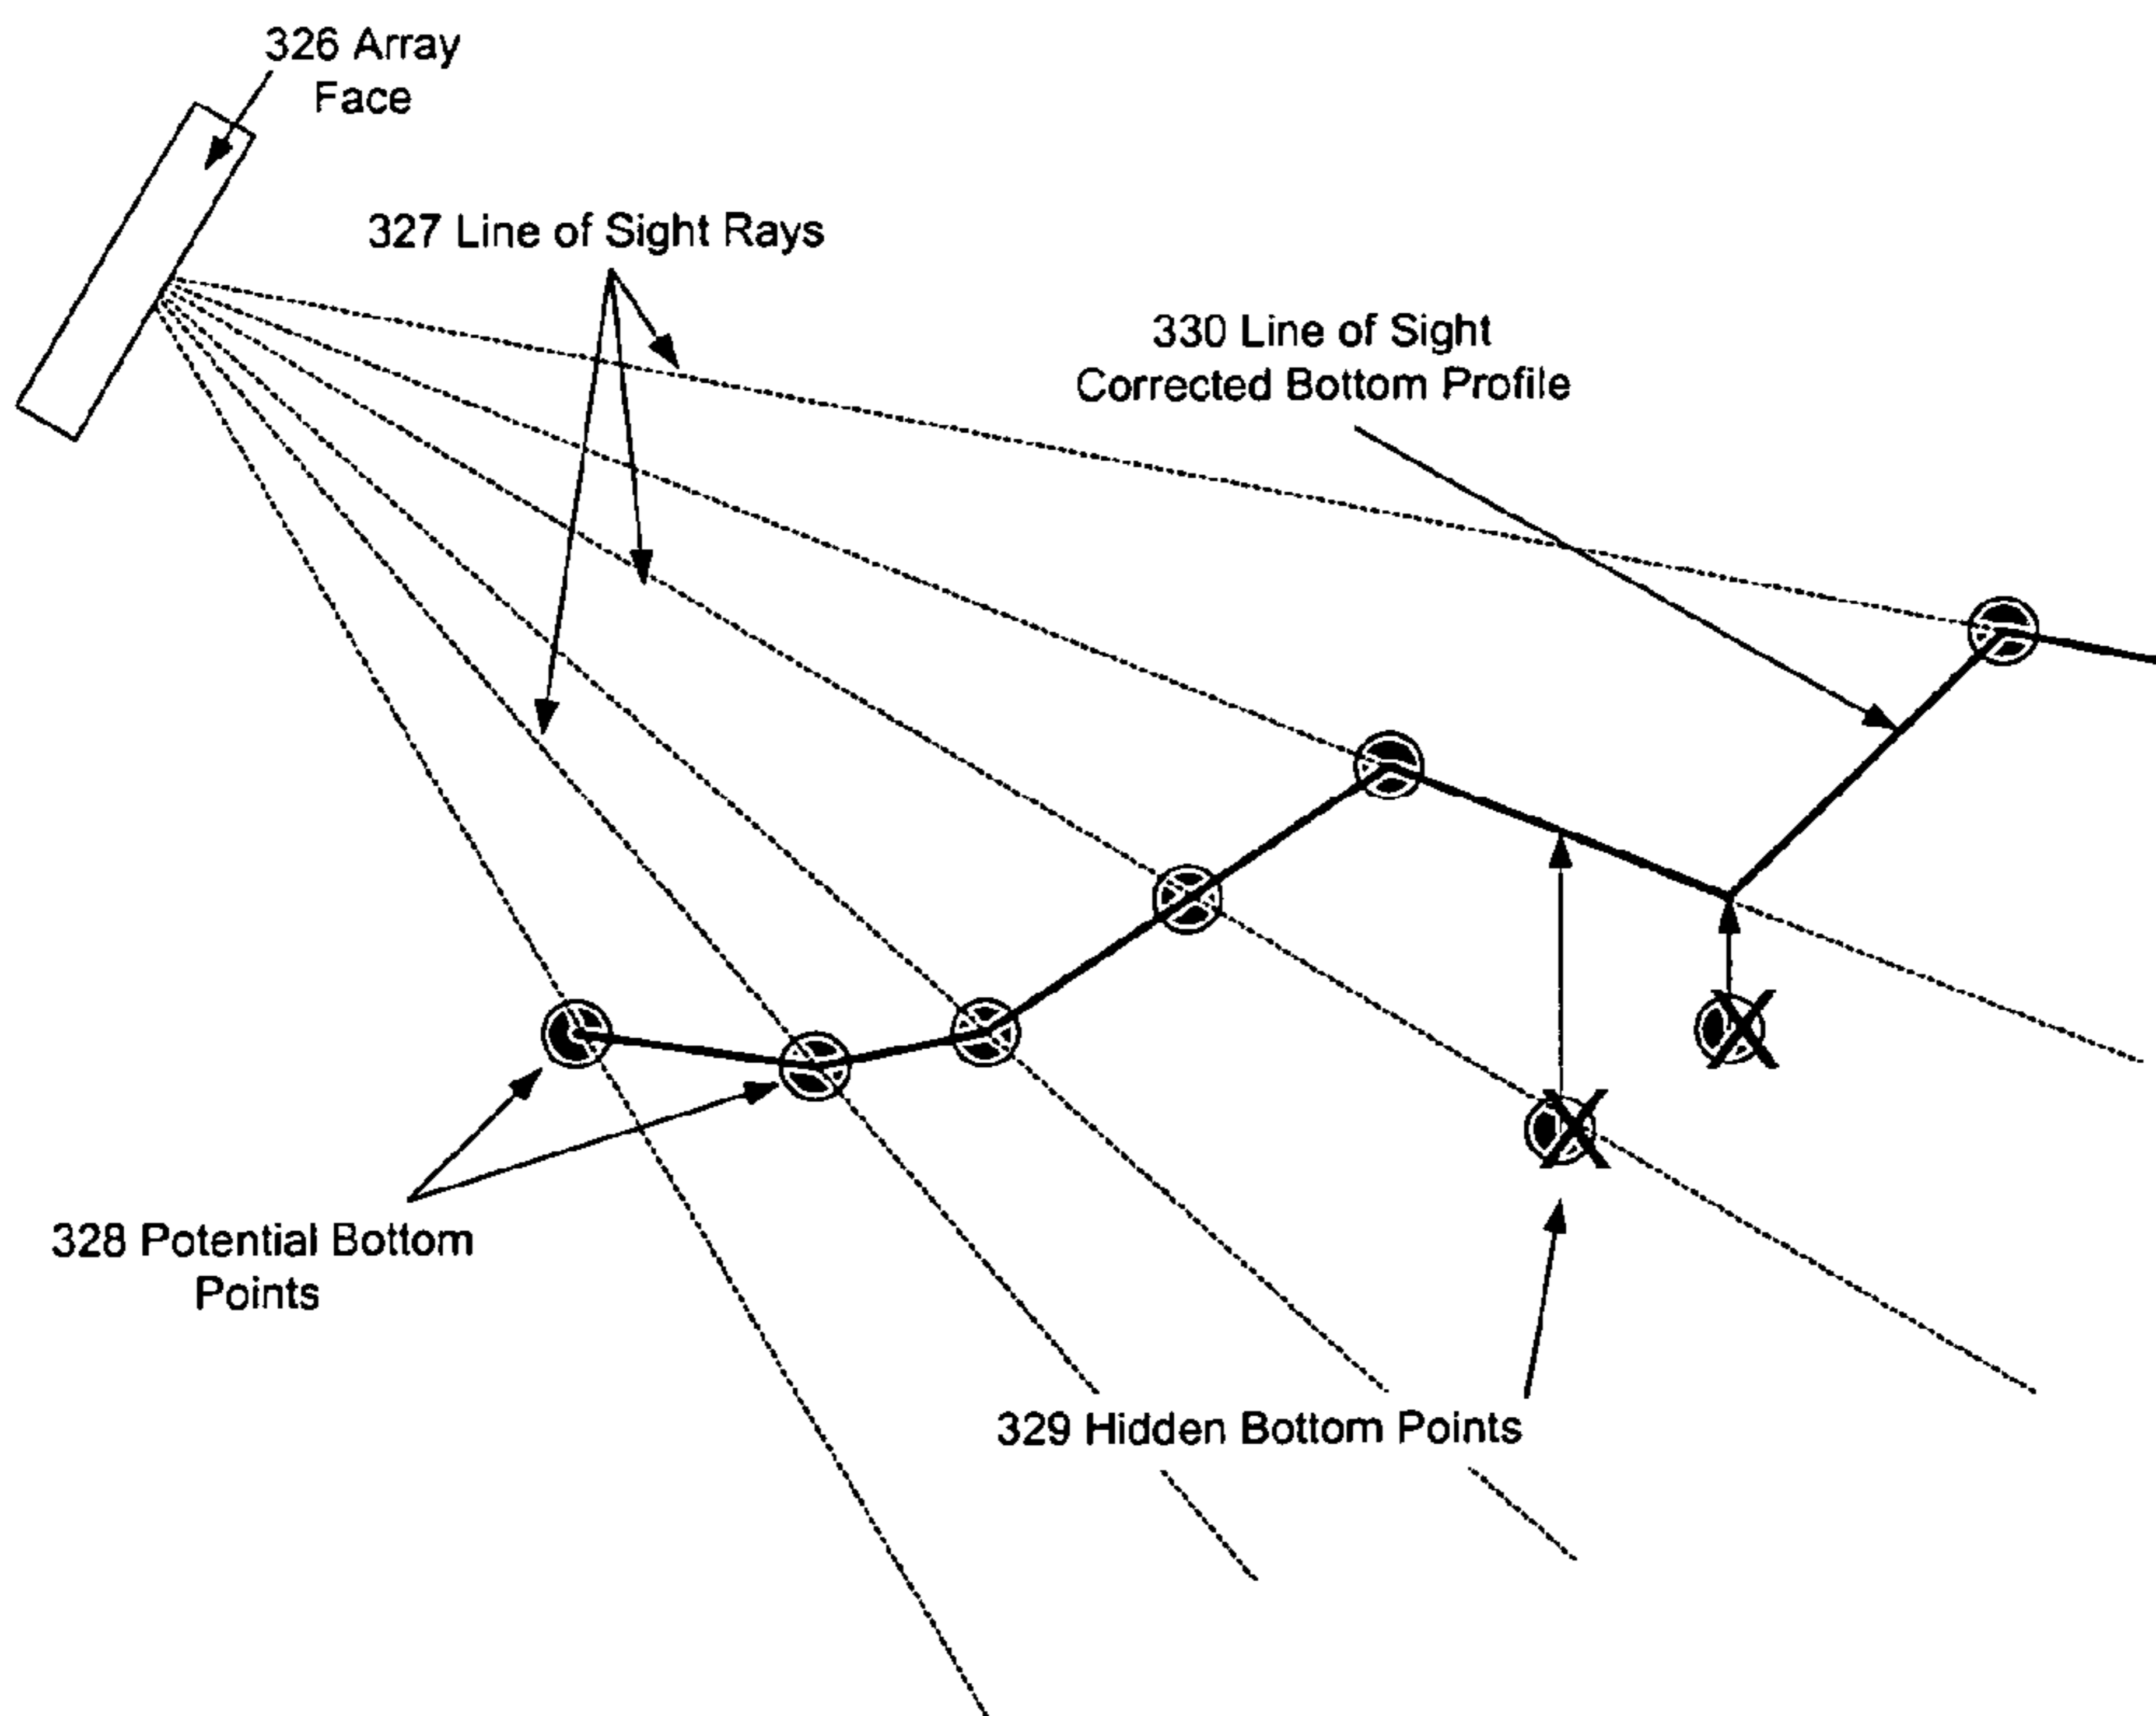 326 Array
Face
327 Line of Sight Rays
330 Line of Sight
Corrected Bottom Profile
328 Potential Bottom
Points
329 Hidden Bottom Points